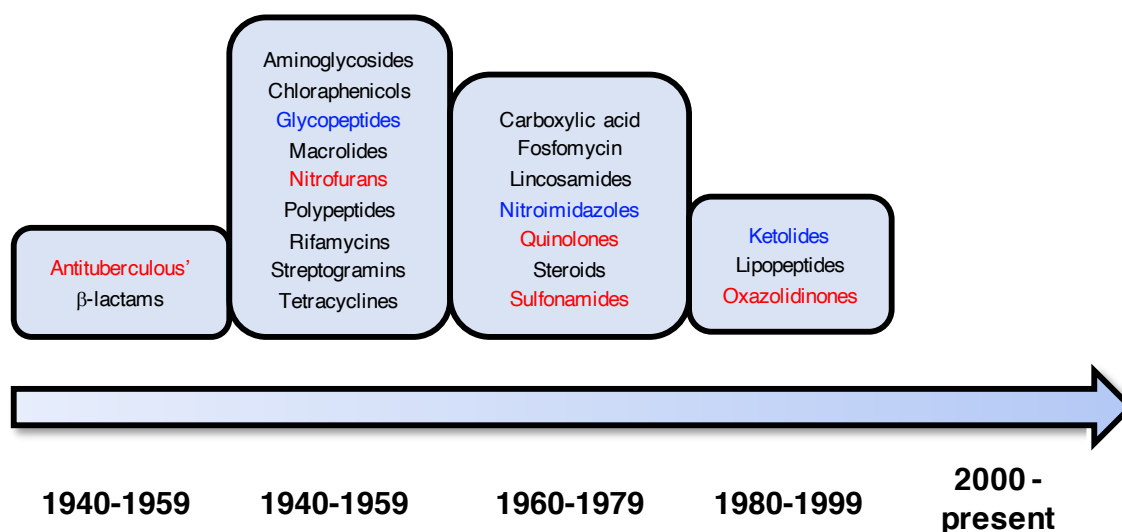 Antituberculous’
β-lactams
Aminoglycosides
Chloraphenicols
Glycopeptides
Macrolides
Nitrofurans
Polypeptides
Rifamycins
Streptogramins
Tetracyclines
Carboxylic acid
Fosfomycin
Lincosamides
Nitroimidazoles
Quinolones
Steroids
Sulfonamides
Ketolides
Lipopeptides
Oxazolidinones
1940-1959
1940-1959
1960-1979
1980-1999
2000 -
present